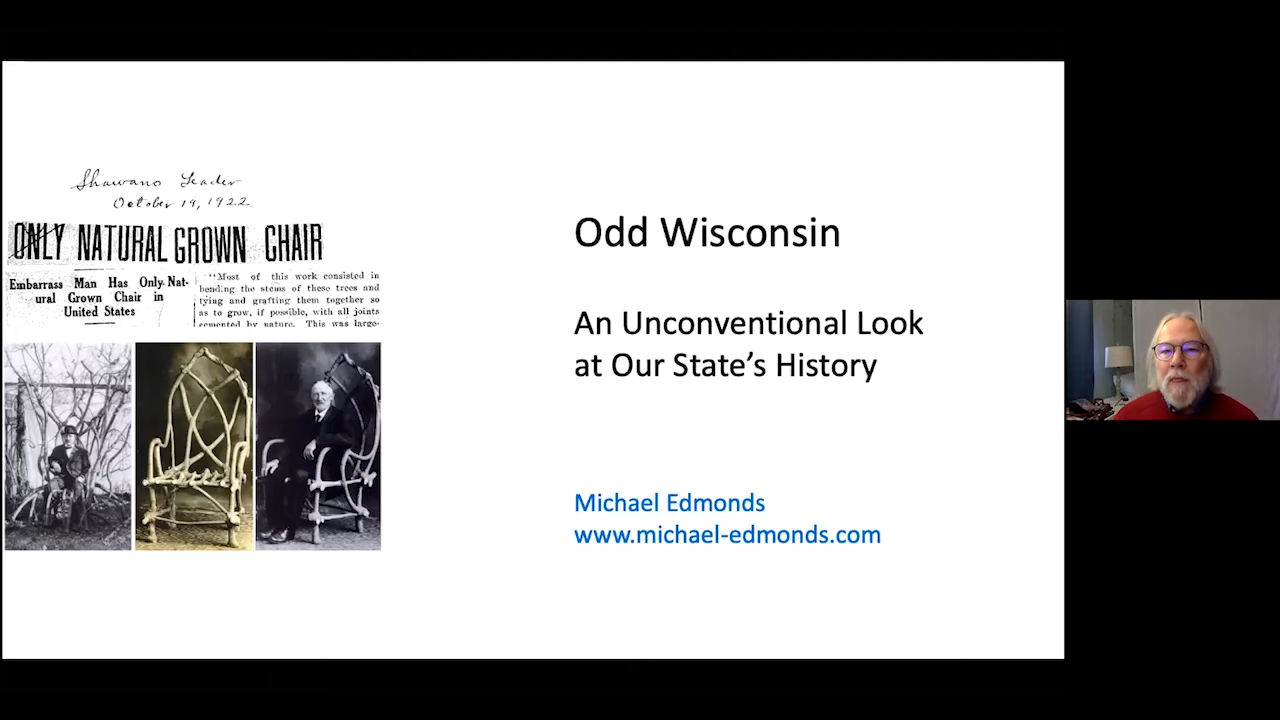 Shawano Leader
October 19, 1922
ONLY NATURAL GROWN CHAIR
Embarrass Man Has Only Nat-
ural Grown Chair in
United States
"Most of this work consisted in
bending the stems of these trees and
tying and grafting them together so
as to grow, if possible, with all joints
cemented by nature. This was large-
Odd Wisconsin
An Unconventional Look
at Our State's History
Michael Edmonds
www.michael-edmonds.com